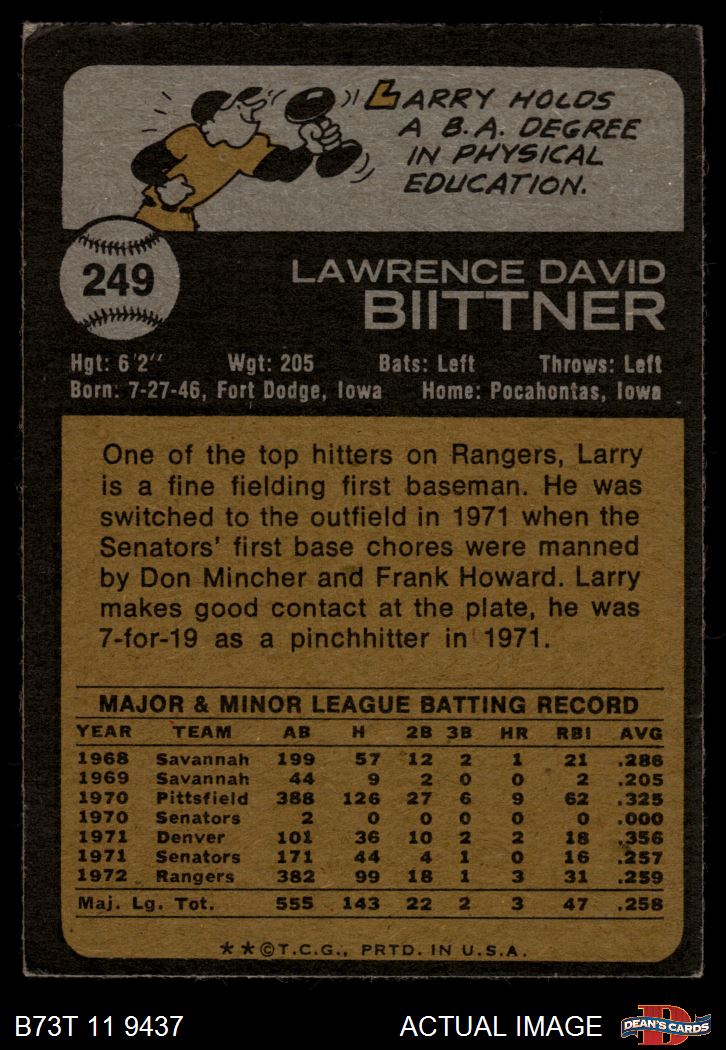 LARRY HOLDS
A B.A. DEGREE
IN PHYSICAL
EDUCATION.
249
LAWRENCE DAVID
BIITTNER
Hgt: 6'2" Wgt: 205 Bats: Left Throws: Left
Born: 7-27-46, Fort Dodge, Iowa Home: Pocahontas, Iowa
One of the top hitters on Rangers, Larry
is a fine fielding first baseman. He was
switched to the outfield in 1971 when the
Senators' first base chores were manned
by Don Mincher and Frank Howard. Larry
makes good contact at the plate, he was
7-for-19 as a pinchhitter in 1971.
MAJOR & MINOR LEAGUE BATTING RECORD
YEAR TEAM AB H 2B 3B HR RBI AVG
1968 Savannah 199 57 12 2 1 21 .286
1969 Savannah 44 9 2 0 0 2 .205
1970 Pittsfield 388 126 27 6 9 62 .325
1970 Senators 2 0 0 0 0 0 .000
1971 Denver 101 36 10 2 2 18 .356
1971 Senators 171 44 4 1 0 16 .257
1972 Rangers 382 99 18 1 3 31 .259
Maj. Lg. Tot. 555 143 22 2 3 47 .258
**©T.C.G., PRTD. IN U.S.A.
B73T 11 9437 ACTUAL IMAGE
D
DEAN'S CARDS